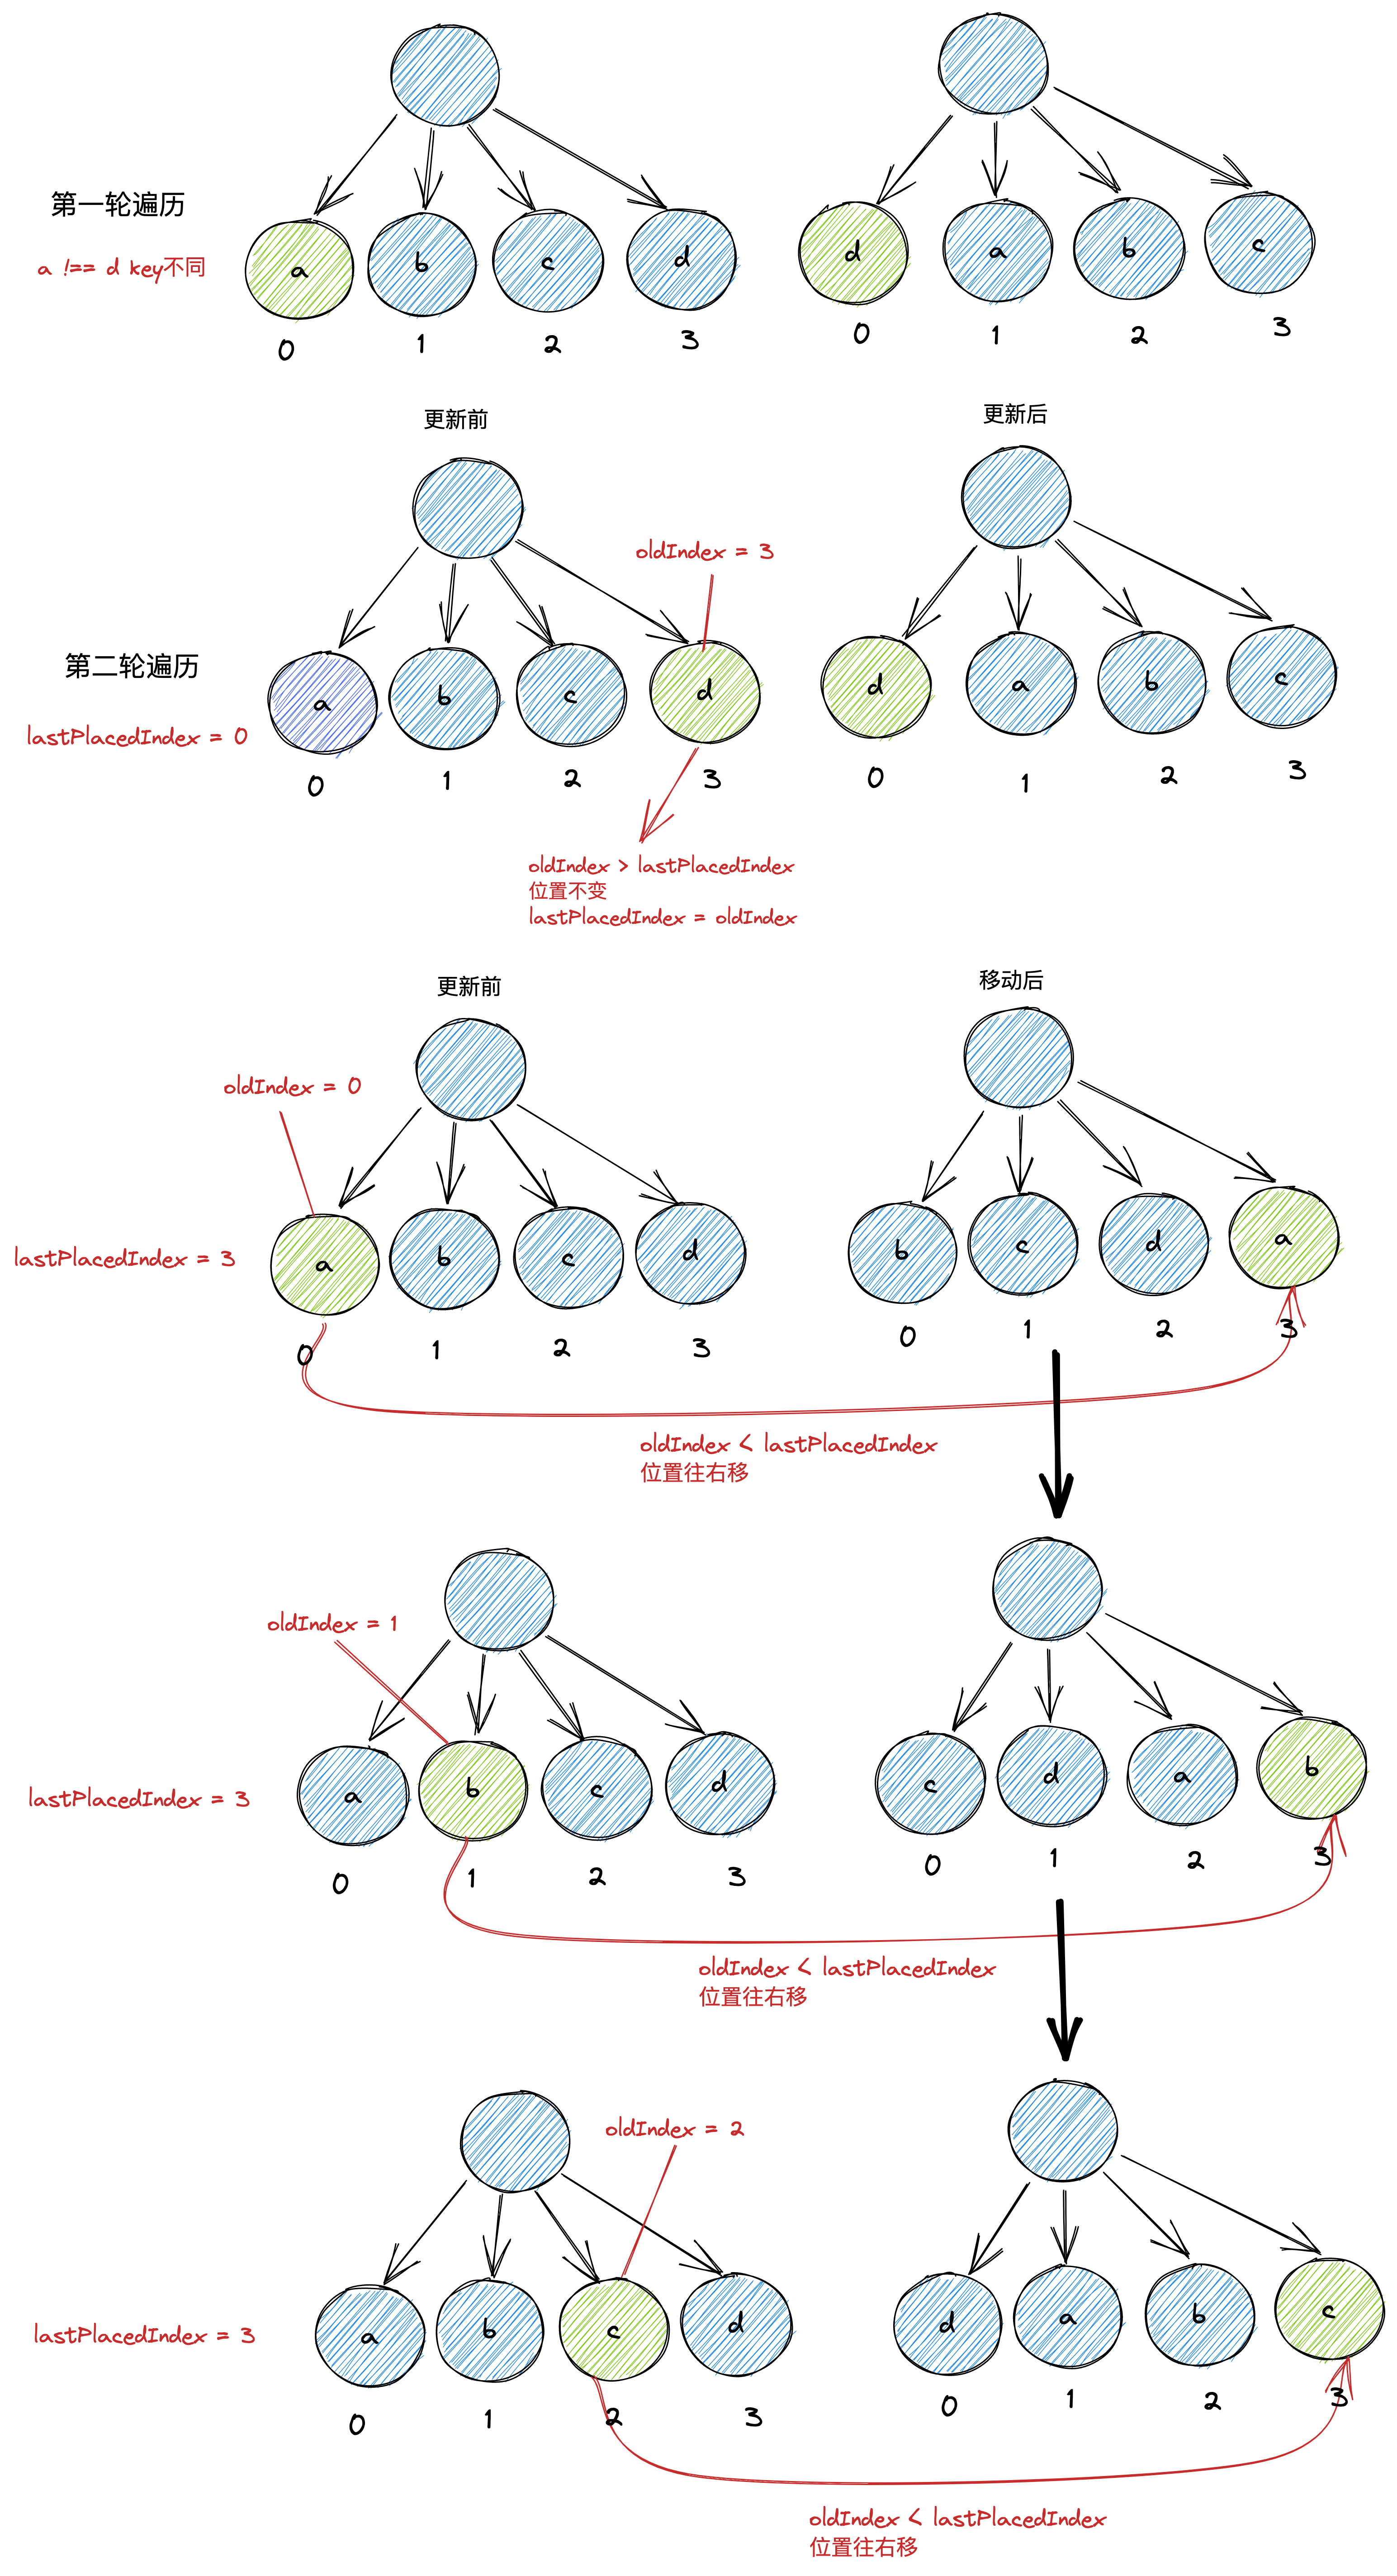 第一轮遍历
a !== d key不同
a b c d
d a b c
0 1 2 3
0 1 2 3
更新前
更新后
oldIndex = 3
第二轮遍历
lastPlacedIndex = 0
a b c d
d a b c
0 1 2 3
0 1 2 3
oldIndex > lastPlacedIndex
位置不变
lastPlacedIndex = oldIndex
更新前
移动后
oldIndex = 0
lastPlacedIndex = 3
a b c d
b c d a
0 1 2 3
0 1 2 3
oldIndex < lastPlacedIndex
位置往右移
oldIndex = 1
lastPlacedIndex = 3
a b c d
c d a b
0 1 2 3
0 1 2 3
oldIndex < lastPlacedIndex
位置往右移
oldIndex = 2
lastPlacedIndex = 3
a b c d
d a b c
0 1 2 3
0 1 2 3
oldIndex < lastPlacedIndex
位置往右移